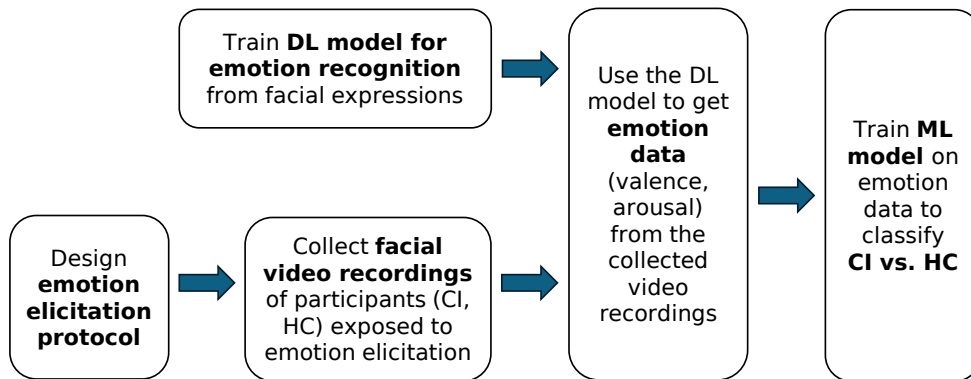 Train DL model for
emotion recognition
from facial expressions
Design
emotion
elicitation
protocol
Collect facial
video recordings
of participants (CI,
HC) exposed to
emotion elicitation
Use the DL
model to get
emotion
data
(valence,
arousal)
from the
collected
video
recordings
Train ML
model on
emotion
data to
classify
CI vs. HC